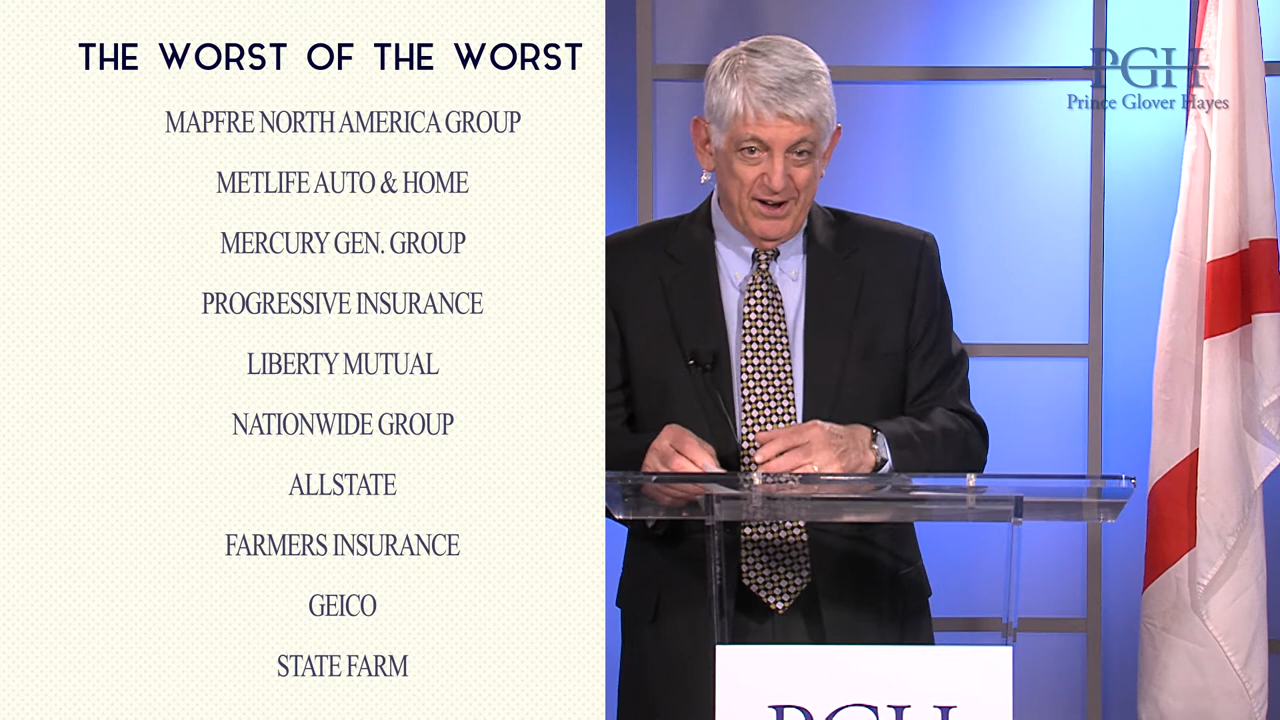 THE WORST OF THE WORST
MAPFRE NORTH AMERICA GROUP
METLIFE AUTO & HOME
MERCURY GEN. GROUP
PROGRESSIVE INSURANCE
LIBERTY MUTUAL
NATIONWIDE GROUP
ALLSTATE
FARMERS INSURANCE
GEICO
STATE FARM
PGH
Prince Glover Hayes
PGH